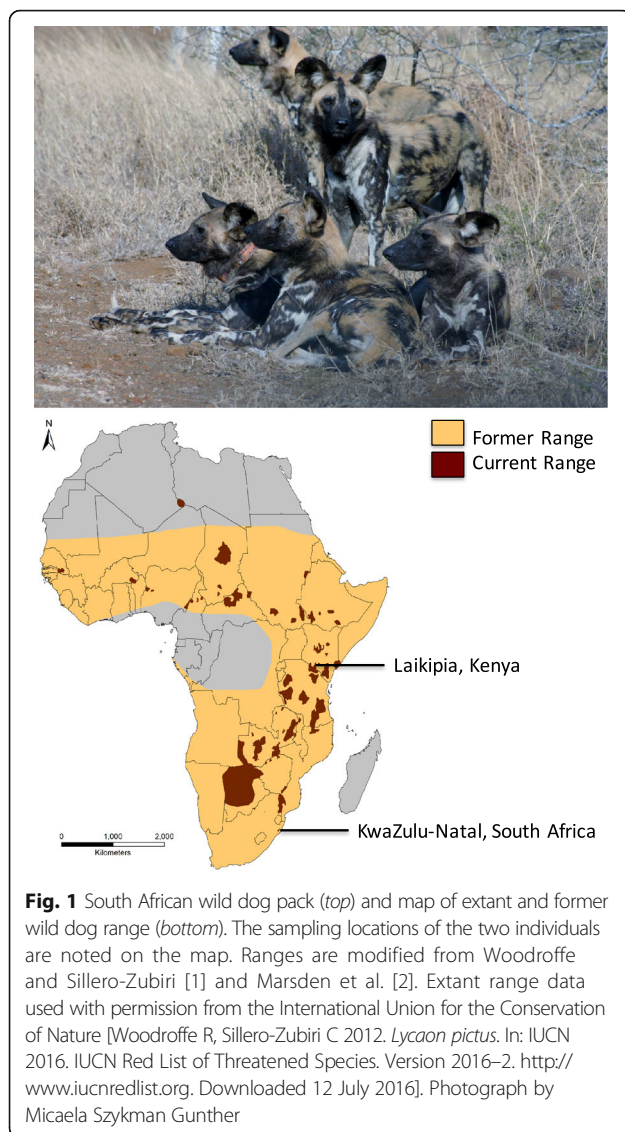 N
Former Range
Current Range
Laikipia, Kenya
KwaZulu-Natal, South Africa
0 1,000 2,000
Kilometers
Fig. 1 South African wild dog pack (top) and map of extant and former
wild dog range (bottom). The sampling locations of the two individuals
are noted on the map. Ranges are modified from Woodroffe
and Sillero-Zubiri [1] and Marsden et al. [2]. Extant range data
used with permission from the International Union for the Conservation
of Nature [Woodroffe R, Sillero-Zubiri C 2012. Lycaon pictus. In: IUCN
2016. IUCN Red List of Threatened Species. Version 2016–2. http://
www.iucnredlist.org. Downloaded 12 July 2016]. Photograph by
Micaela Szykman Gunther